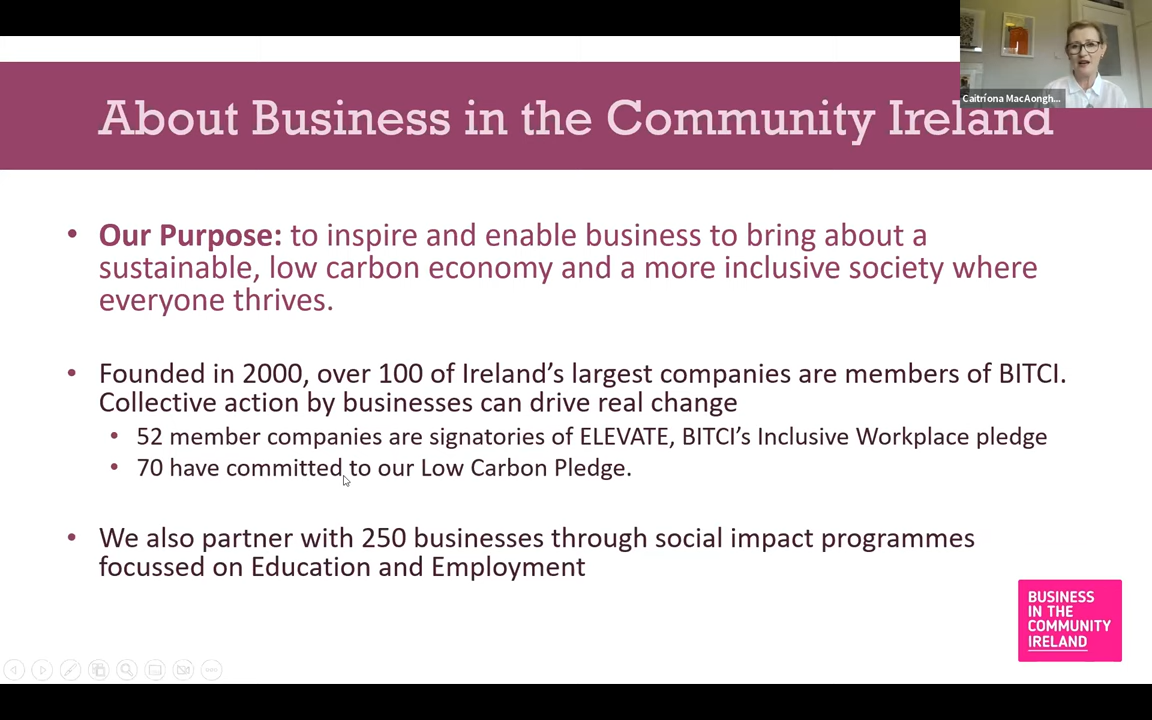 About Business in the Community Ireland
Caitríona MacAongh...
• Our Purpose: to inspire and enable business to bring about a
sustainable, low carbon economy and a more inclusive society where
everyone thrives.
• Founded in 2000, over 100 of Ireland’s largest companies are members of BITCI.
Collective action by businesses can drive real change
• 52 member companies are signatories of ELEVATE, BITCI’s Inclusive Workplace pledge
• 70 have committed to our Low Carbon Pledge.
• We also partner with 250 businesses through social impact programmes
focussed on Education and Employment
BUSINESS
IN THE
COMMUNITY
IRELAND